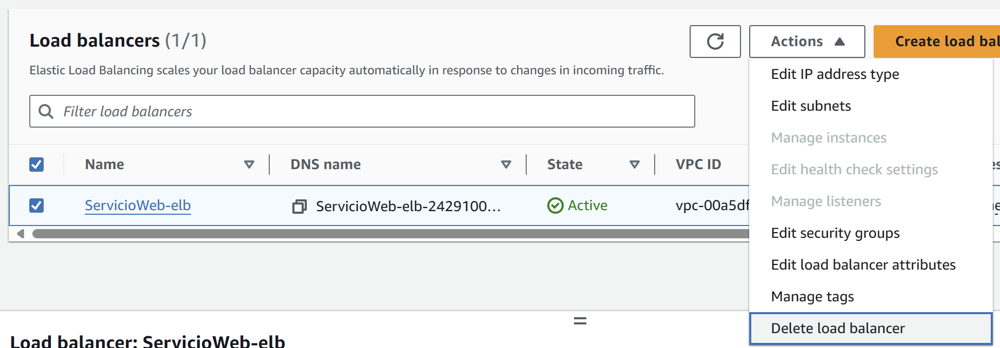 Load balancers (1/1)
Actions
Create load bal
Elastic Load Balancing scales your load balancer capacity automatically in response to changes in incoming traffic.
Filter load balancers
Edit IP address type
Edit subnets
Manage instances
Edit health check settings
Manage listeners
Edit security groups
Edit load balancer attributes
Manage tags
Delete load balancer
Name DNS name State VPC ID
ServicioWeb-elb ServicioWeb-elb-2429100... Active vpc-00a5df
Load balancer: ServicioWeb-elb